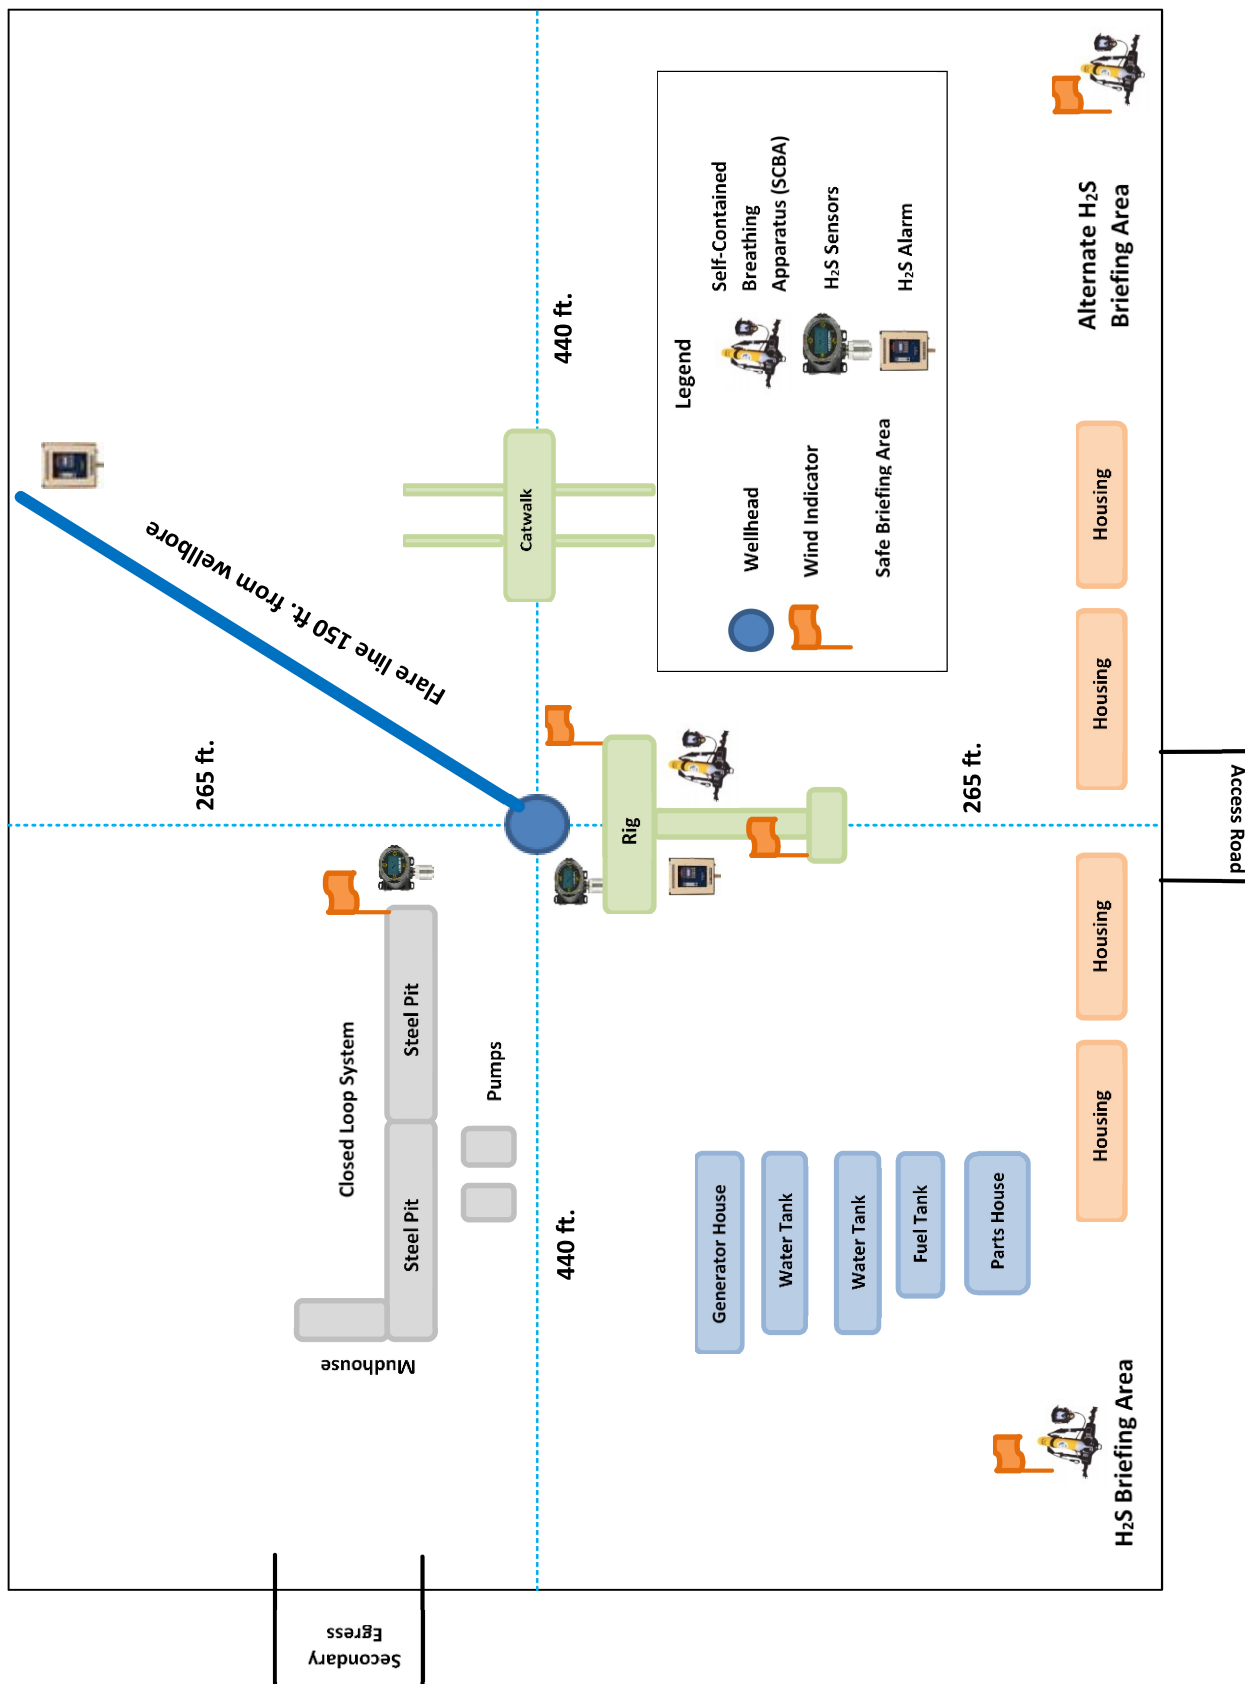 Secondary
Egress
Mudhouse
Closed Loop System
Steel Pit
Steel Pit
Pumps
265 ft.
Flare line 150 ft. from wellbore
440 ft.
440 ft.
Catwalk
Rig
265 ft.
Generator House
Water Tank
Water Tank
Fuel Tank
Parts House
Legend
Wellhead
Wind Indicator
Safe Briefing Area
Self-Contained
Breathing
Apparatus (SCBA)
H₂S Sensors
H₂S Alarm
Housing
Housing
Housing
Housing
H₂S Briefing Area
Alternate H₂S
Briefing Area
Access Road